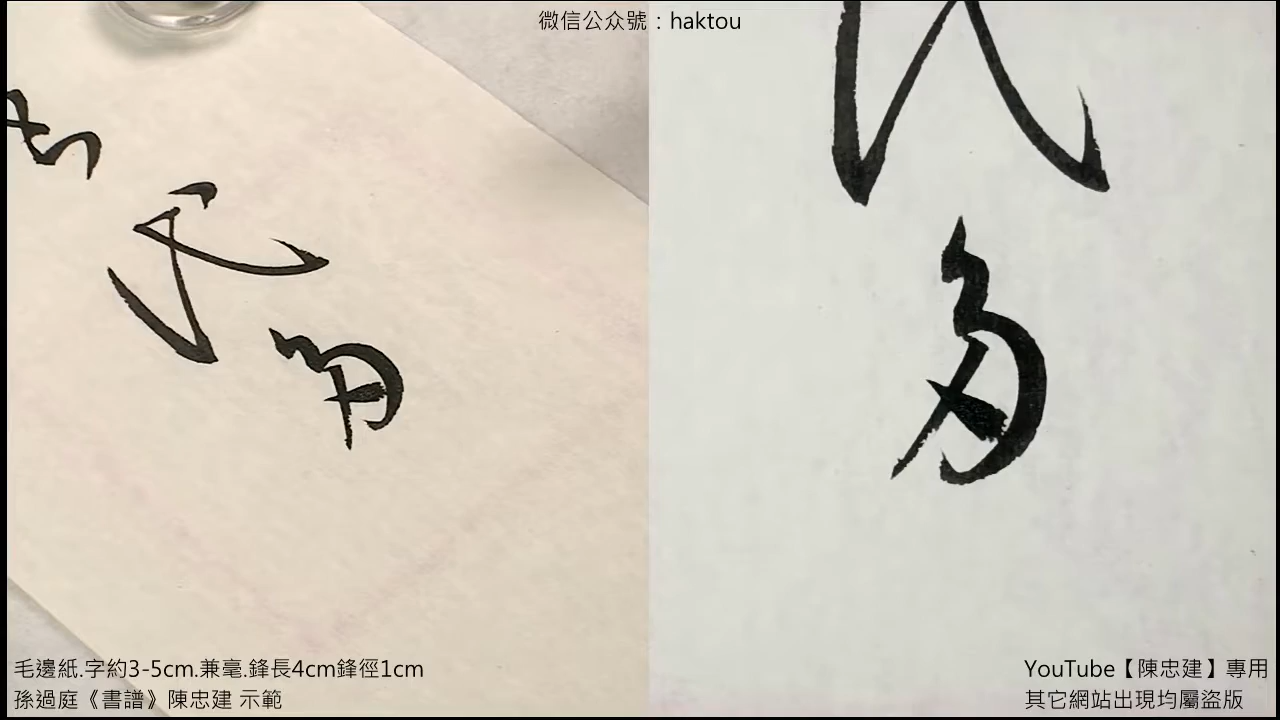 微信公众號：haktou
毛邊紙.字約3-5cm.兼毫.鋒長4cm鋒徑1cm
孫過庭《書譜》陳忠建 示範
YouTube【陳忠建】專用
其它網站出現均屬盜版